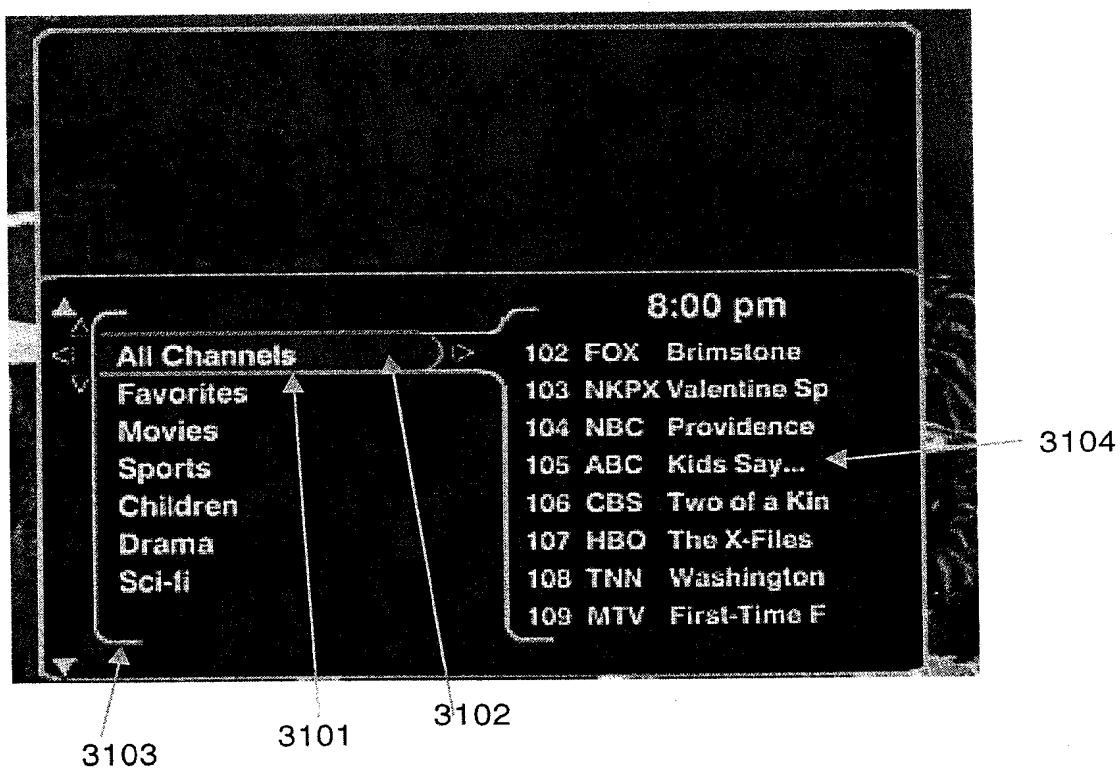 8:00 pm
All Channels
Favorites
Movies
Sports
Children
Drama
Sci-fi
102 FOX Brimstone
103 NKPX Valentine Sp
104 NBC Providence
105 ABC Kids Say...
106 CBS Two of a Kin
107 HBO The X-Files
108 TNN Washington
109 MTV First-Time F
3104
3102
3101
3103